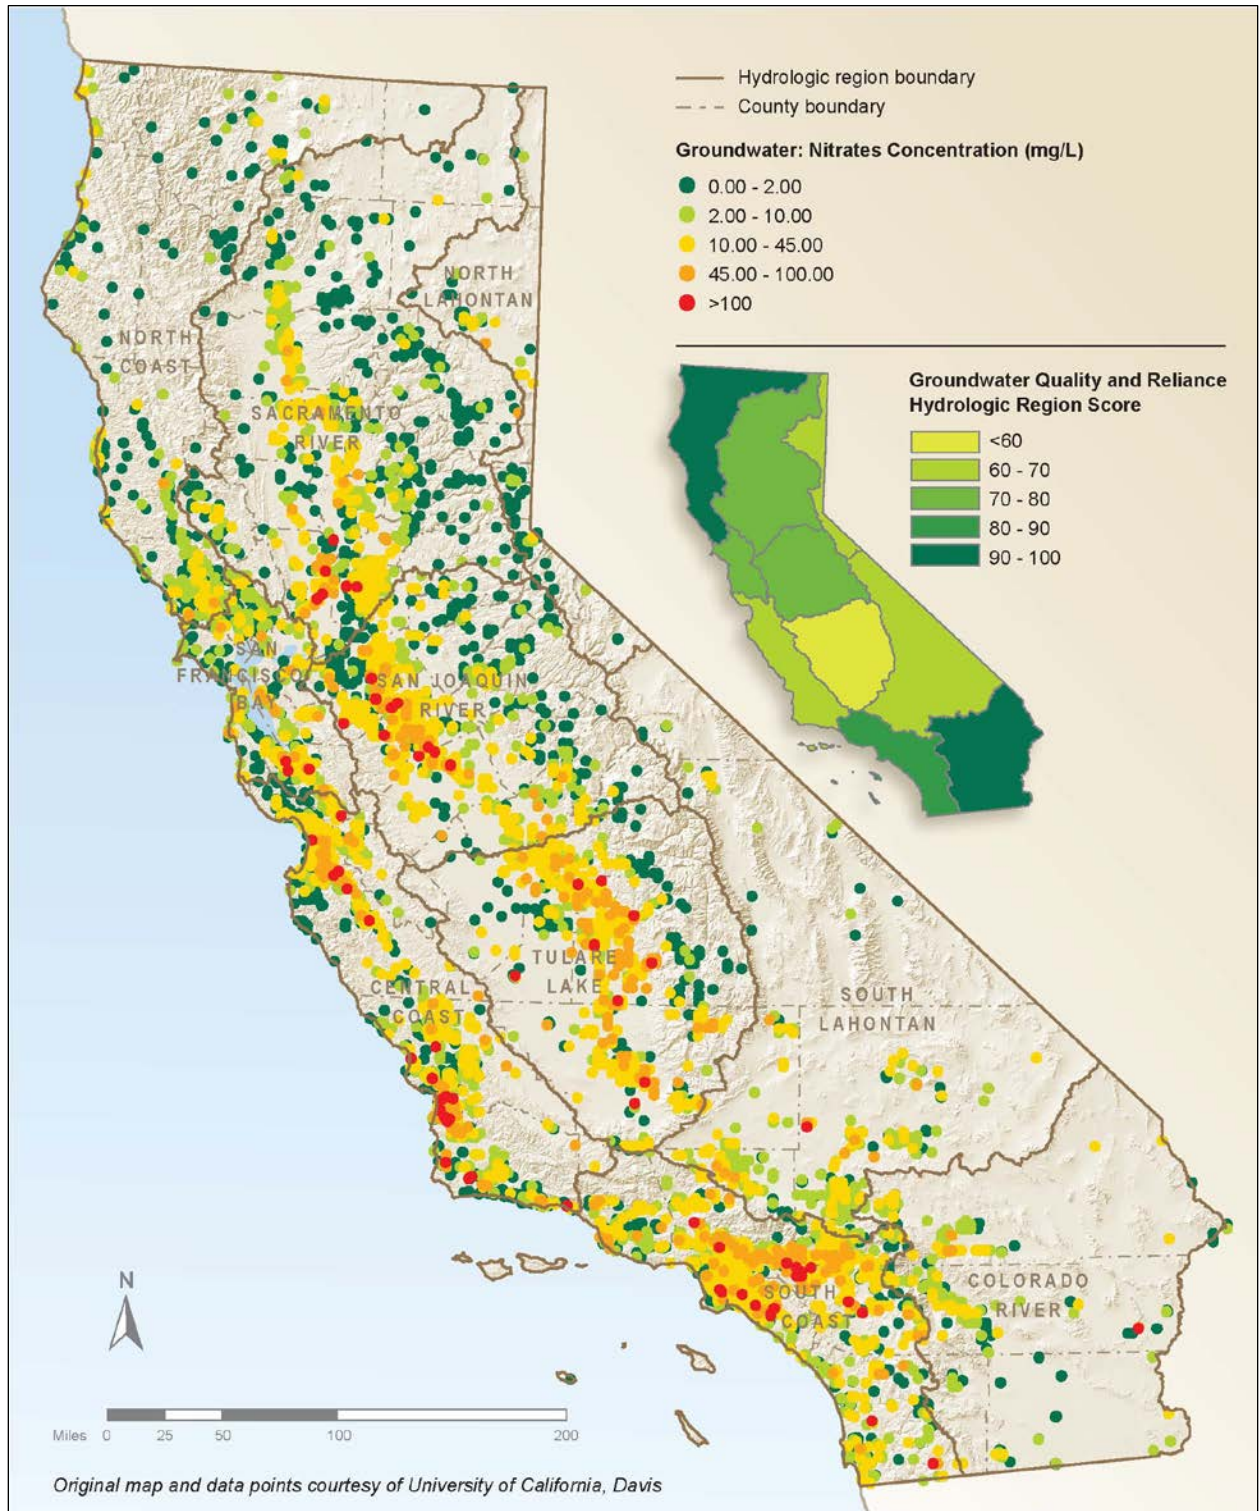 Hydrologic region boundary
County boundary
Groundwater: Nitrates Concentration (mg/L)
0.00 - 2.00
2.00 - 10.00
10.00 - 45.00
45.00 - 100.00
>100
Groundwater Quality and Reliance
Hydrologic Region Score
<60
60 - 70
70 - 80
80 - 90
90 - 100
NORTH
LAHONTAN
NORTH
COAST
SACRAMENTO
RIVER
SAN
FRANCISCO
BAY
SAN JOAQUIN
RIVER
TULARE
LAKE
CENTRAL
COAST
SOUTH
LAHONTAN
SOUTH
COAST
COLORADO
RIVER
N
Miles 0 25 50 100 200
Original map and data points courtesy of University of California, Davis